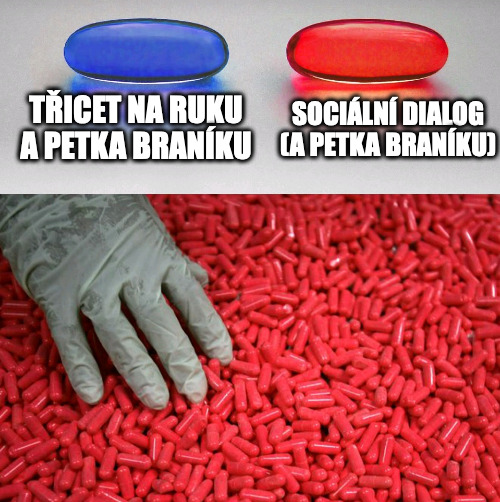 TŘICET NA RUKU
A PETKA BRANÍKU
SOCIÁLNÍ DIALOG
(A PETKA BRANÍKU)